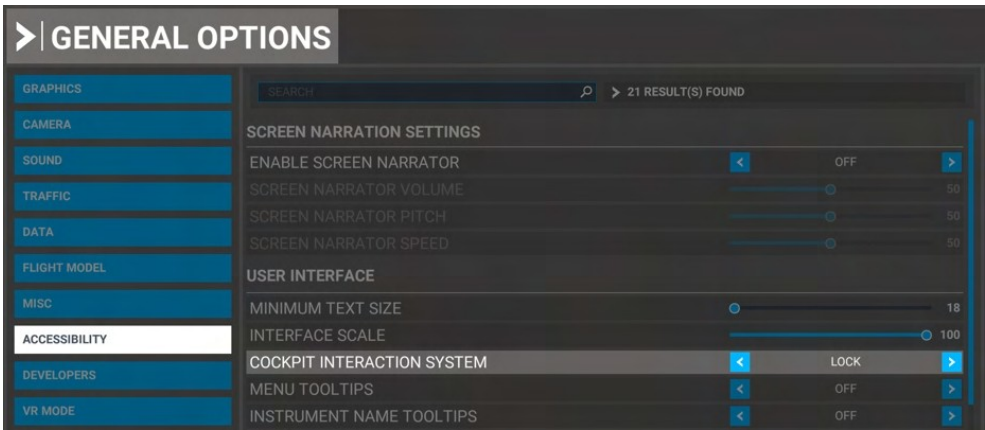 GENERAL OPTIONS
GRAPHICS
CAMERA
SOUND
TRAFFIC
DATA
FLIGHT MODEL
MISC
ACCESSIBILITY
DEVELOPERS
VR MODE
SEARCH
21 RESULT(S) FOUND
SCREEN NARRATION SETTINGS
ENABLE SCREEN NARRATOR OFF
SCREEN NARRATOR VOLUME 50
SCREEN NARRATOR PITCH 50
SCREEN NARRATOR SPEED 50
USER INTERFACE
MINIMUM TEXT SIZE 18
INTERFACE SCALE 100
COCKPIT INTERACTION SYSTEM LOCK
MENU TOOLTIPS OFF
INSTRUMENT NAME TOOLTIPS OFF